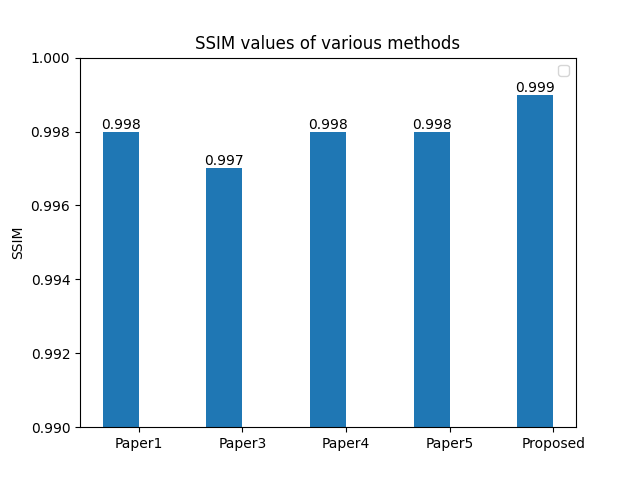 SSIM values of various methods
1.000
0.998
0.996
0.994
0.992
0.990
SSIM
0.998
0.997
0.998
0.998
0.999
Paper1
Paper3
Paper4
Paper5
Proposed